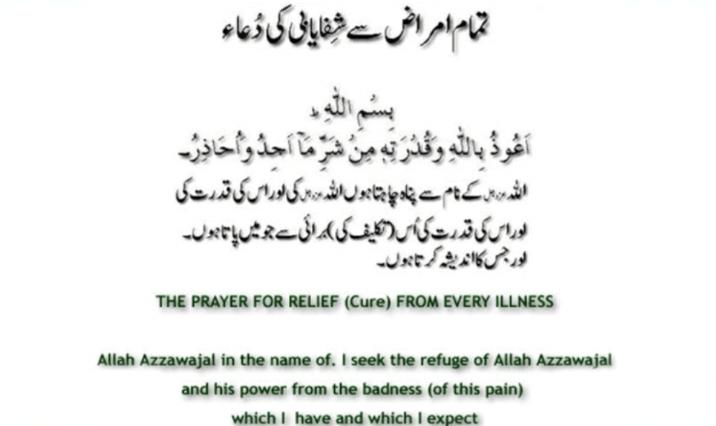 تمام امراض سے شِفایابی کی دُعاء
بِسْمِ اللّٰهِ ط
اَعُوذُ بِاللّٰهِ وَقُدْرَتِهٖ مِنْ شَرِّ مَآ اَجِدُ وَاُحَاذِرُ۔
اللہ عزوجل کے نام سے پناہ چاہتا ہوں اللہ عزوجل کی اور اس کی قدرت کی
اور اس کی قدرت کی اُس (تکلیف کی) برائی سے جو میں پاتا ہوں۔
اور جس کا اندیشہ کرتا ہوں۔
THE PRAYER FOR RELIEF (Cure) FROM EVERY ILLNESS
Allah Azzawajal in the name of. I seek the refuge of Allah Azzawajal
and his power from the badness (of this pain)
which I have and which I expect